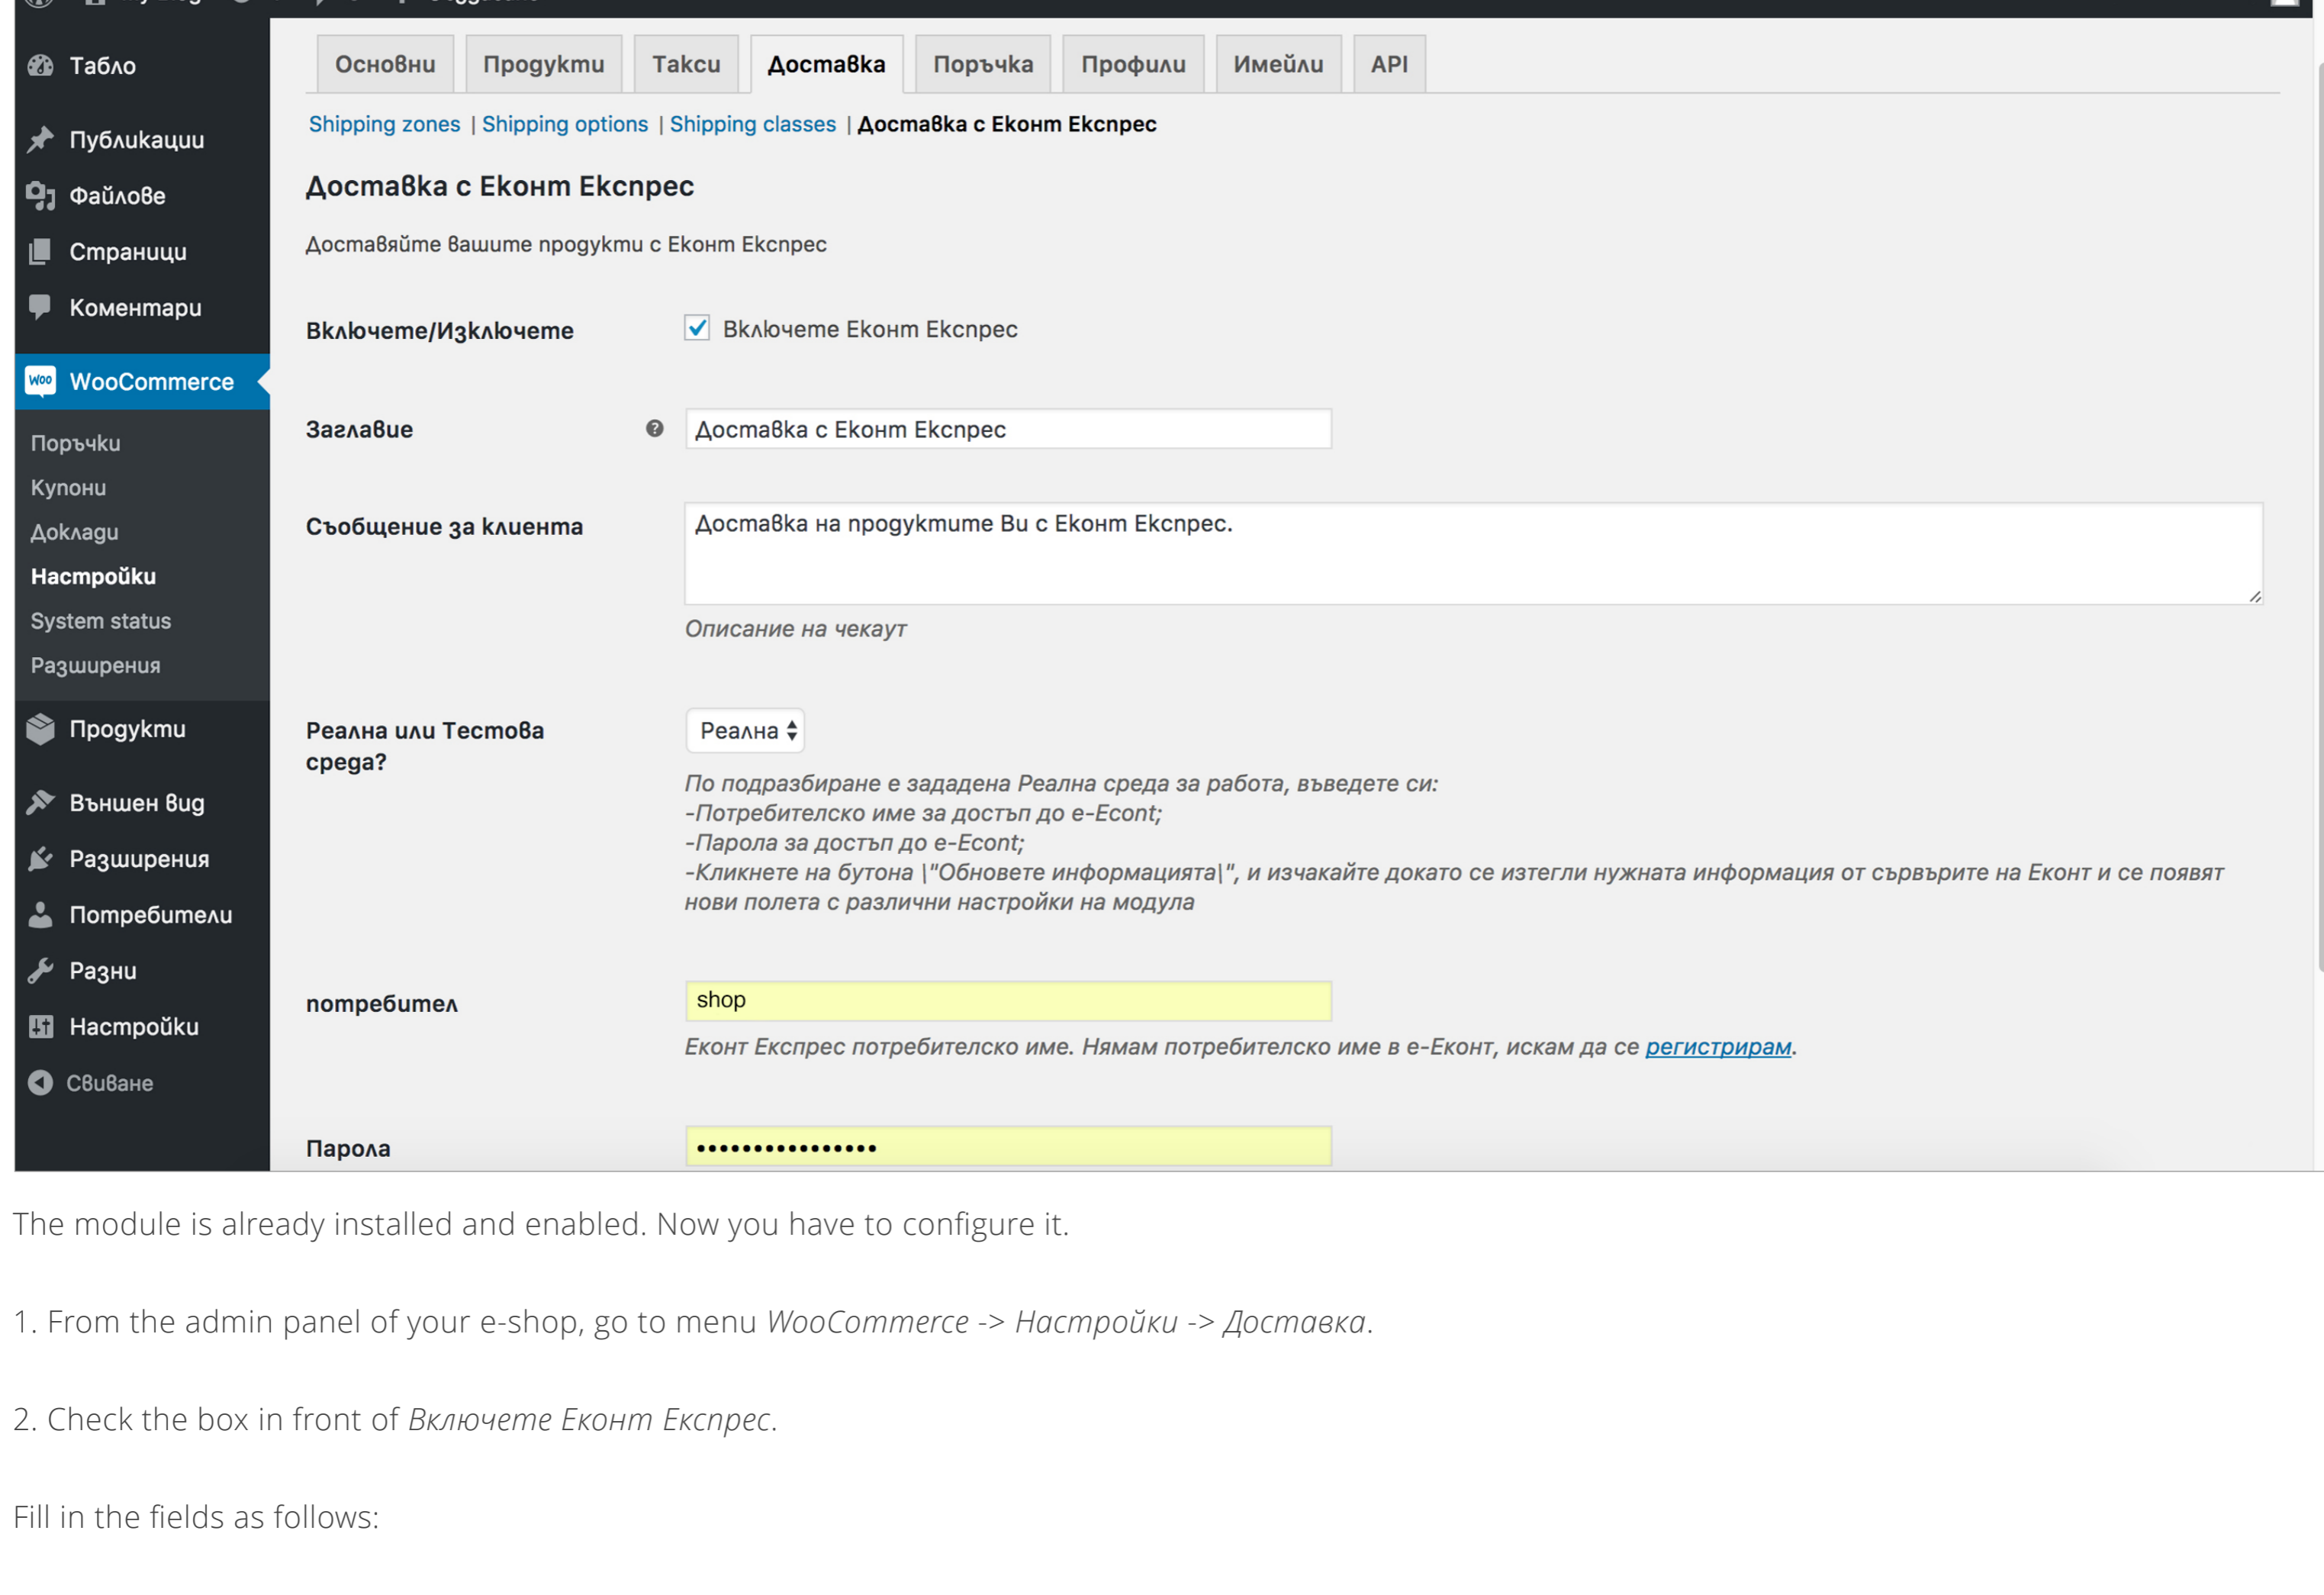 Табло
Публикации
Файлове
Страници
Коментари
WooCommerce
Поръчки
Купони
Доклади
Настройки
System status
Разширения
Продукти
Външен вид
Разширения
Потребители
Разни
Настройки
Свиване
Основни Продукти Такси Доставка Поръчка Профили Имейли API
Shipping zones | Shipping options | Shipping classes | Доставка с Еконт Експрес
Доставка с Еконт Експрес
Доставяйте вашите продукти с Еконт Експрес
Включете/Изключете Включете Еконт Експрес
Заглавие Доставка с Еконт Експрес
Съобщение за клиента Доставка на продуктите Ви с Еконт Експрес.
Описание на чекаут
Реална или Тестова Реална
среда?
По подразбиране е зададена Реална среда за работа, въведете си:
-Потребителско име за достъп до e-Econt;
-Парола за достъп до e-Econt;
-Кликнете на бутона \"Обновете информацията\", и изчакайте докато се изтегли нужната информация от сървърите на Еконт и се появят
нови полета с различни настройки на модула
потребител shop
Еконт Експрес потребителско име. Нямам потребителско име в е-Еконт, искам да се регистрирам.
Парола ••••••••••••••••
The module is already installed and enabled. Now you have to configure it.
1. From the admin panel of your e-shop, go to menu WooCommerce -> Настройки -> Доставка.
2. Check the box in front of Включете Еконт Експрес.
Fill in the fields as follows: